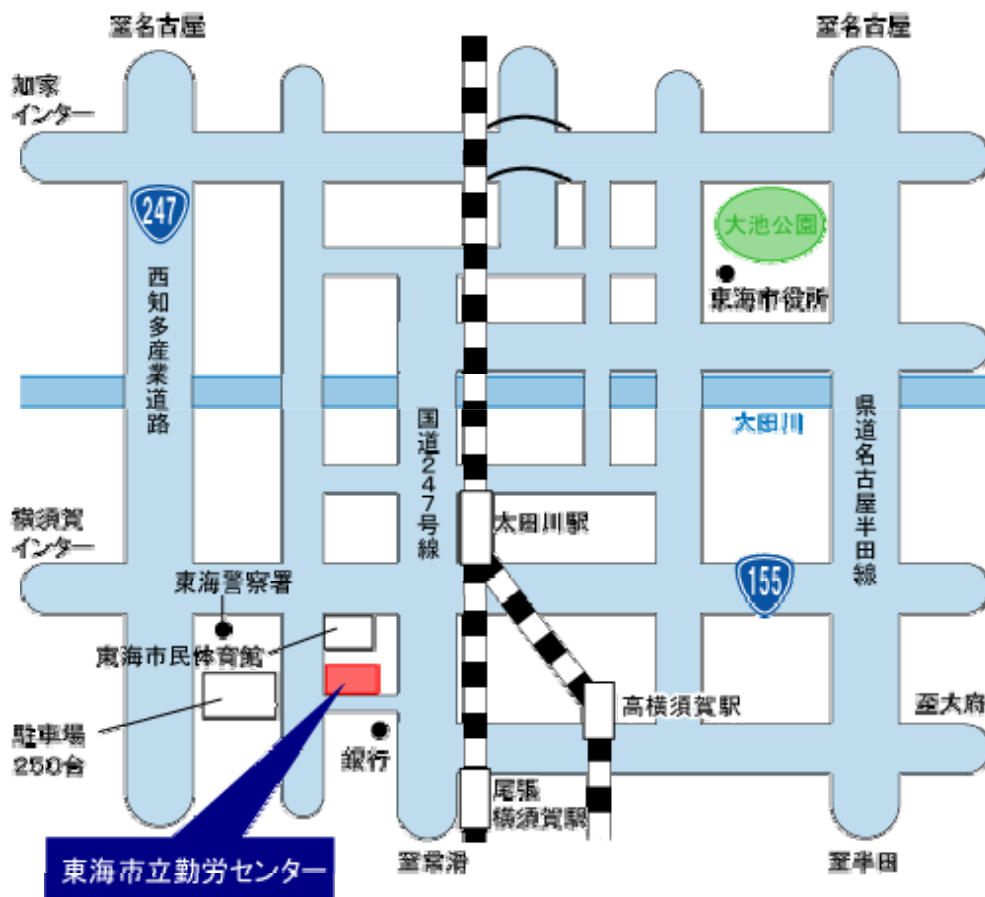 至名古屋
至名古屋
加家
インター
247
大池公園
東海市役所
西知多産業道路
国道247号線
大田川
県道名古屋半田線
横須賀
インター
太田川駅
155
東海警察署
東海市民体育館
高横須賀駅
至大府
駐車場
250台
銀行
尾張
横須賀駅
東海市立勤労センター
至常滑
至半田